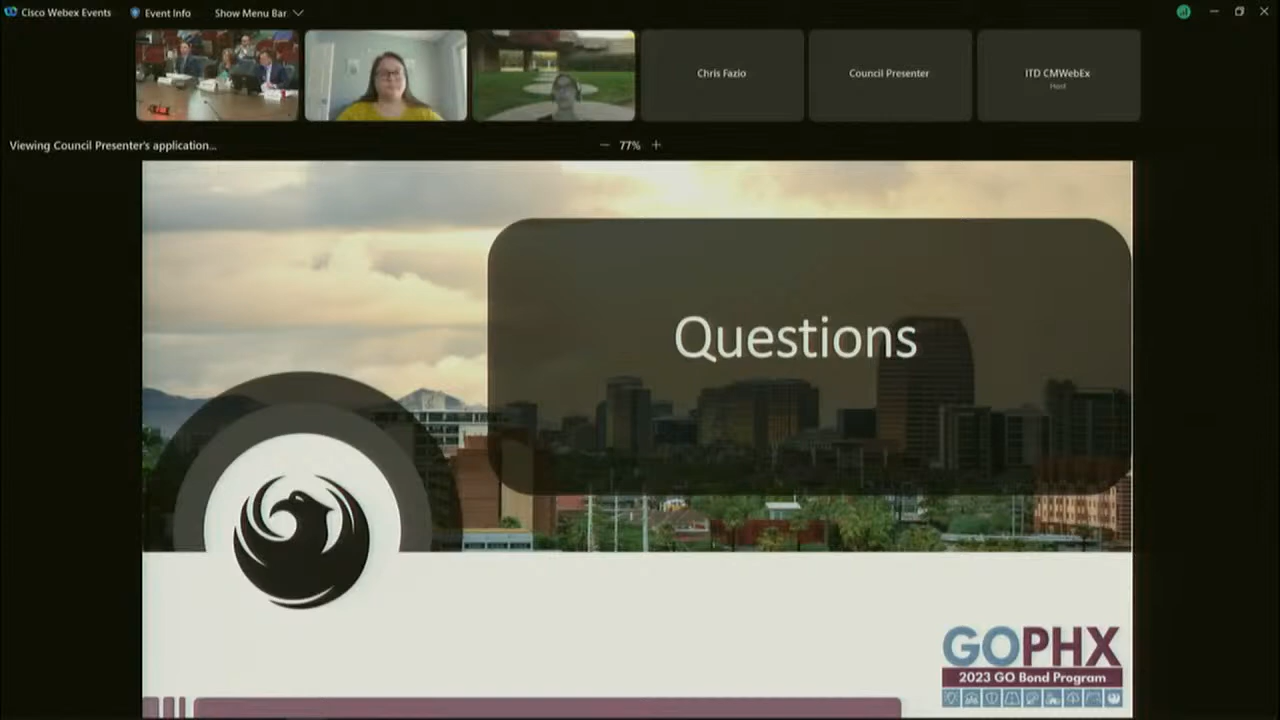 Cisco Webex Events
Event Info
Show Menu Bar
Chris Fazio
Council Presenter
ITD CMWebEx
Host
Viewing Council Presenter's application...
77%
Questions
GOPHX
2023 GO Bond Program